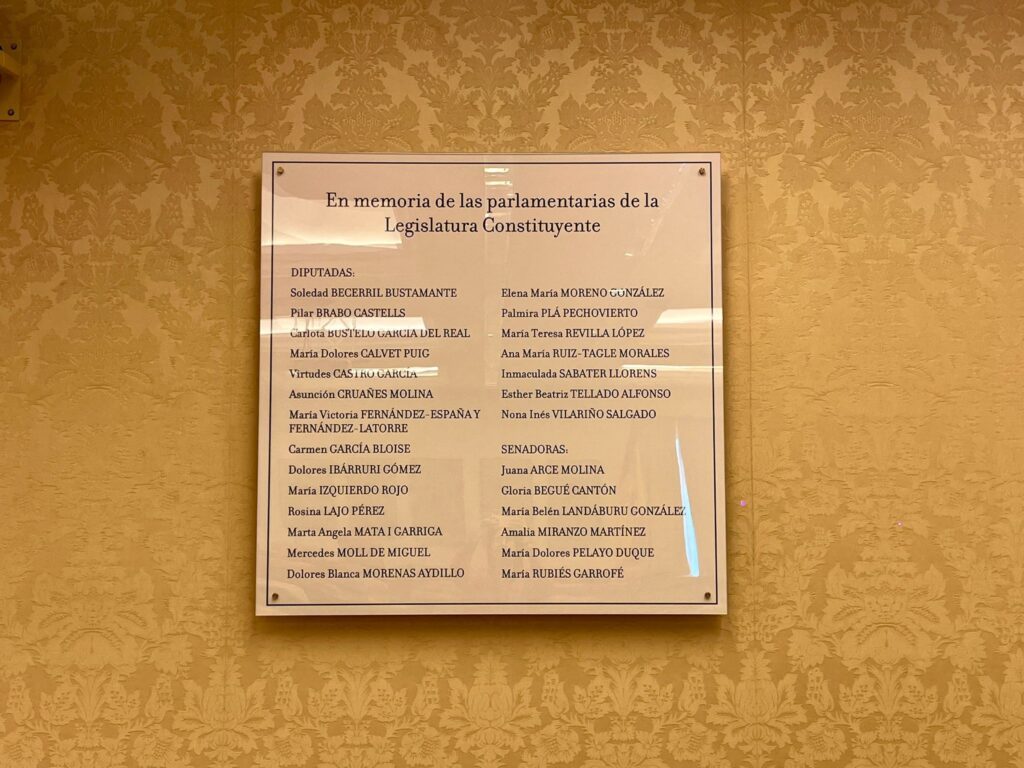 En memoria de las parlamentarias de la
Legislatura Constituyente
DIPUTADAS:
Soledad BECERRIL BUSTAMANTE
Pilar BRABO CASTELLS
Carlota BUSTELO GARCÍA DEL REAL
María Dolores CALVET PUIG
Virtudes CASTRO GARCÍA
Asunción CRUAÑES MOLINA
María Victoria FERNÁNDEZ-ESPAÑA Y
FERNÁNDEZ-LATORRE
Carmen GARCÍA BLOISE
Dolores IBÁRRURI GÓMEZ
María IZQUIERDO ROJO
Rosina LAJO PÉREZ
Marta Angela MATA I GARRIGA
Mercedes MOLL DE MIGUEL
Dolores Blanca MORENAS AYDILLO
Elena María MORENO GONZÁLEZ
Palmira PLÁ PECHOVIERTO
María Teresa REVILLA LÓPEZ
Ana María RUIZ-TAGLE MORALES
Inmaculada SABATER LLORENS
Esther Beatriz TELLADO ALFONSO
Nona Inés VILARIÑO SALGADO
SENADORAS:
Juana ARCE MOLINA
Gloria BEGUÉ CANTÓN
María Belén LANDÁBURU GONZÁLEZ
Amalia MIRANZO MARTÍNEZ
María Dolores PELAYO DUQUE
María RUBIÉS GARROFÉ